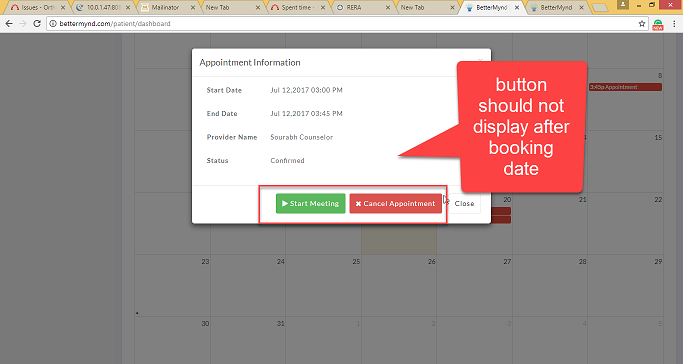 Issues - Orth
10.0.1.47:80
Mailinator
New Tab
Spent time -
RERA
New Tab
BetterMynd
BetterMynd
bettermynd.com/patient/dashboard
NEW
Appointment Information
Start Date Jul 12,2017 03:00 PM
End Date Jul 12,2017 03:45 PM
Provider Name Sourabh Counselor
Status Confirmed
Start Meeting
Cancel Appointment
Close
button
should not
display after
booking
date
8
3:43p Appointment
15
20 21 22
23 24 25 26 27 28 29
30 31 1 2 3 4 5